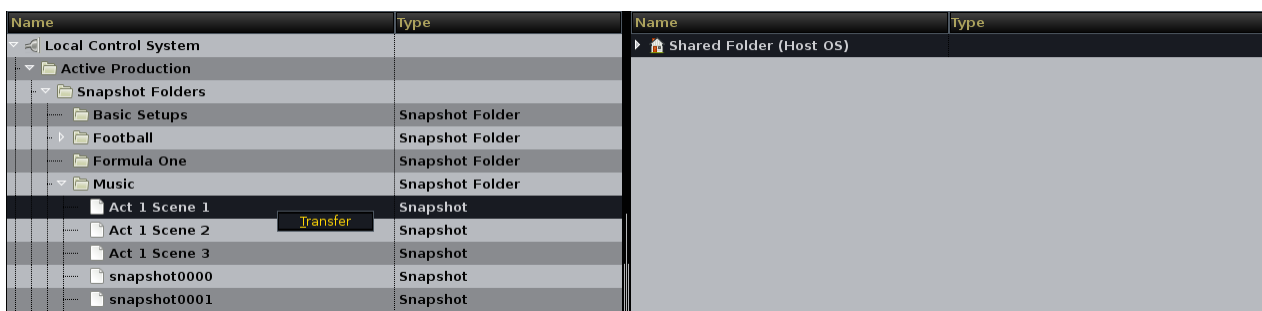 Name Type Name Type
Local Control System Shared Folder (Host OS)
Active Production
Snapshot Folders
Basic Setups Snapshot Folder
Football Snapshot Folder
Formula One Snapshot Folder
Music Snapshot Folder
Act 1 Scene 1 Snapshot
Transfer
Act 1 Scene 2 Snapshot
Act 1 Scene 3 Snapshot
snapshot0000 Snapshot
snapshot0001 Snapshot